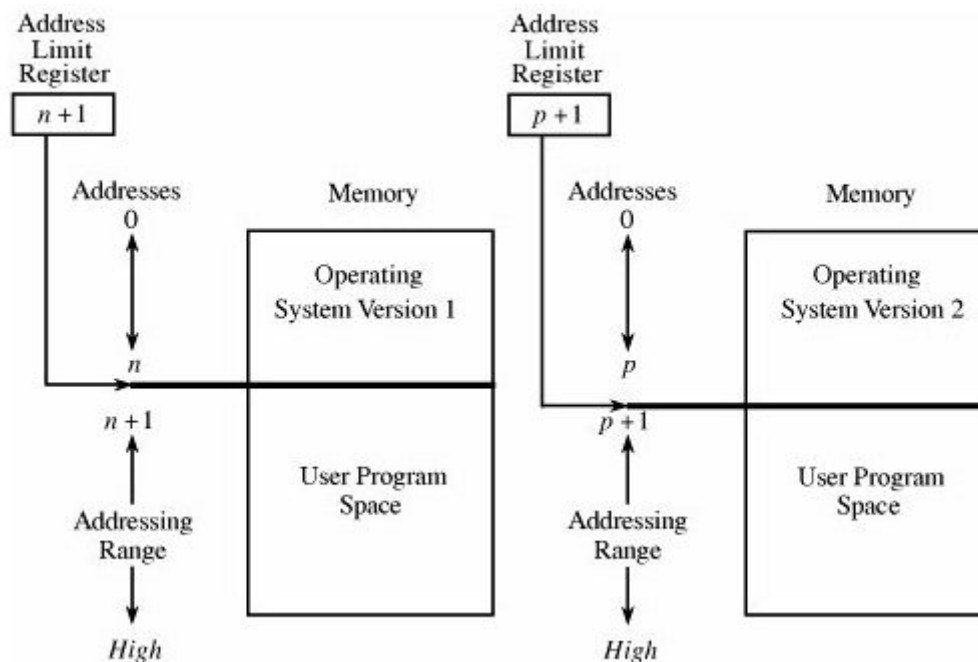 Address
Limit
Register
n + 1
Addresses
0
Memory
Operating
System Version 1
n
n + 1
User Program
Space
Addressing
Range
High
Address
Limit
Register
p + 1
Addresses
0
Memory
Operating
System Version 2
p
p + 1
User Program
Space
Addressing
Range
High